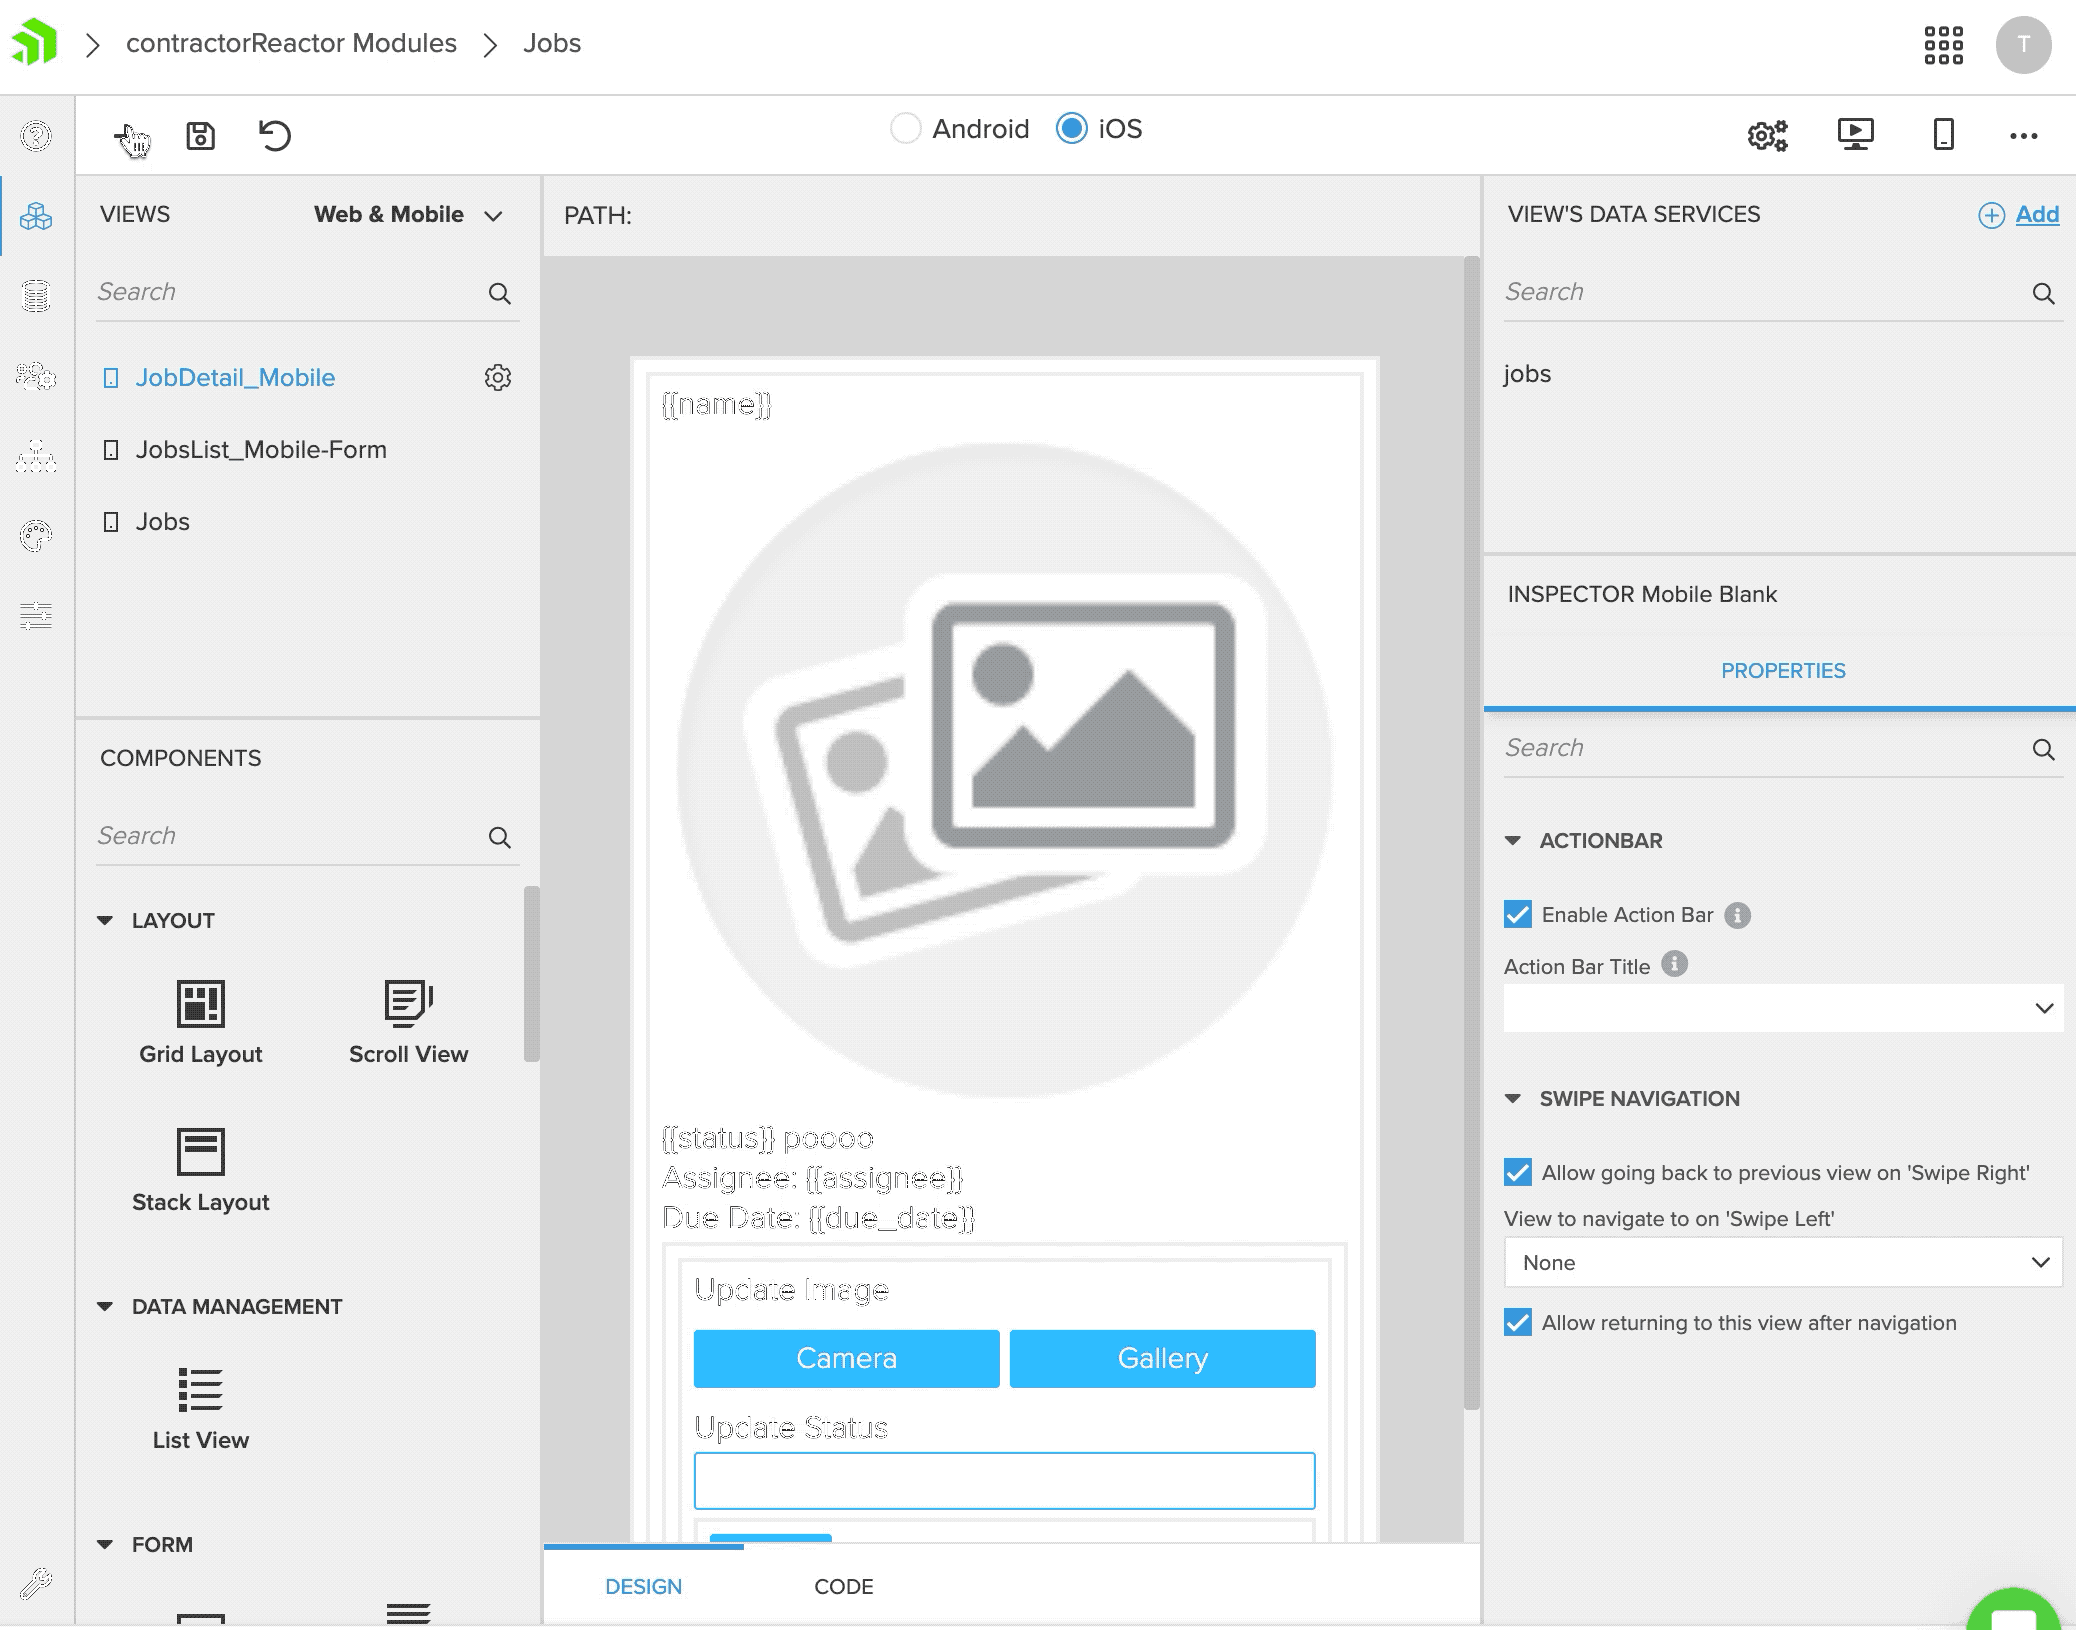 contractorReactor Modules
Jobs
T
Android
iOS
VIEWS
Web & Mobile
Search
JobDetail_Mobile
JobsList_Mobile-Form
Jobs
COMPONENTS
Search
LAYOUT
Grid Layout
Scroll View
Stack Layout
DATA MANAGEMENT
List View
FORM
PATH:
{{name}}
{{status}} poooo
Assignee: {{assignee}}
Due Date: {{due_date}}
Update Image
Camera
Gallery
Update Status
DESIGN
CODE
VIEW'S DATA SERVICES
Add
Search
jobs
INSPECTOR Mobile Blank
PROPERTIES
Search
ACTIONBAR
Enable Action Bar
Action Bar Title
SWIPE NAVIGATION
Allow going back to previous view on 'Swipe Right'
View to navigate to on 'Swipe Left'
None
Allow returning to this view after navigation